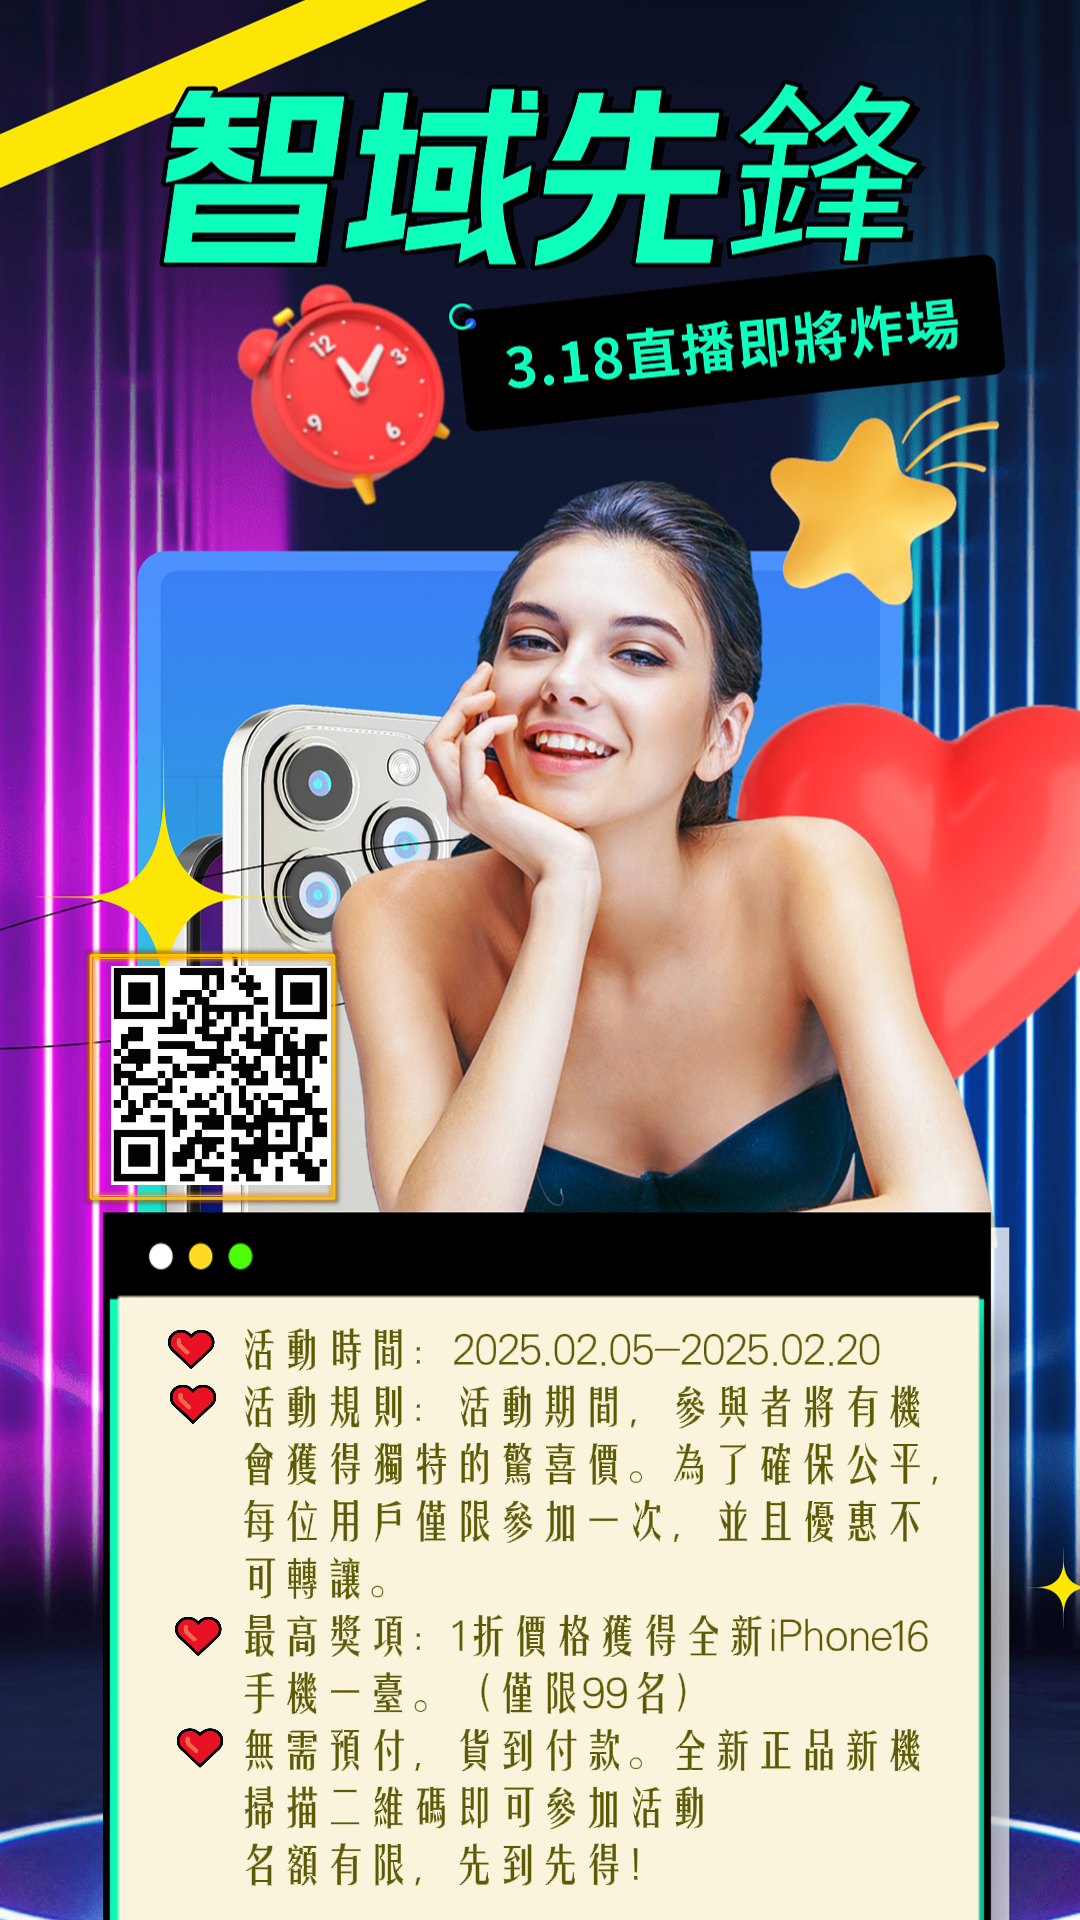 智域先鋒
3.18直播即將炸場
12
3
9
6
活動時間：2025.02.05—2025.02.20
活動規則：活動期間，參與者將有機
會獲得獨特的驚喜價。為了確保公平，
每位用戶僅限參加一次，並且優惠不
可轉讓。
最高獎項：1折價格獲得全新iPhone16
手機一臺。（僅限99名）
無需預付，貨到付款。全新正品新機
掃描二維碼即可參加活動
名額有限，先到先得！